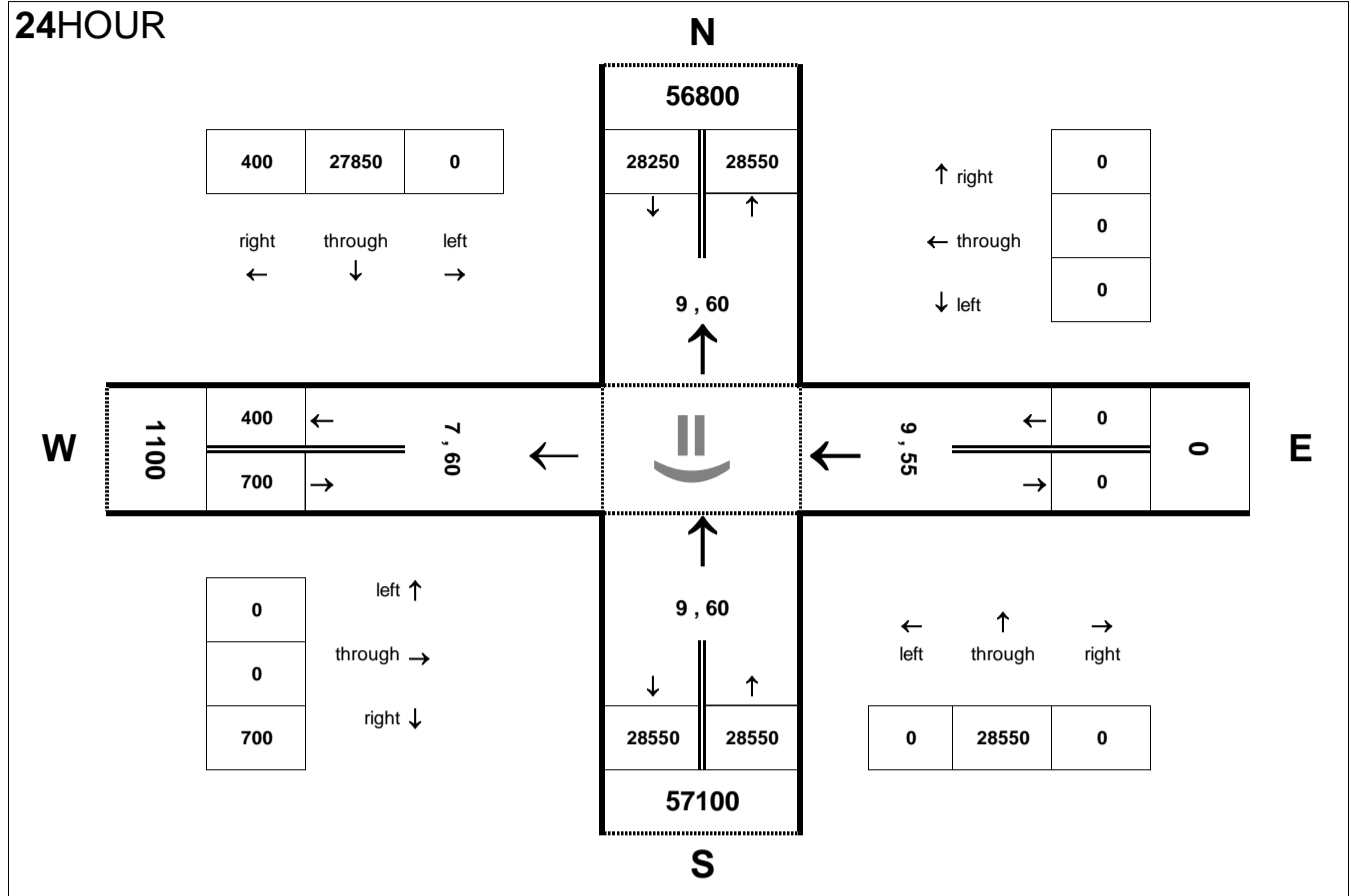 24HOUR
N
56800
400 27850 0
28250 28550
↓ ↑
↑ right 0
← through 0
↓ left 0
right through left
← ↓ →
9 , 60
↑
W
1100
400 ←
700 →
7 , 60
←
=)
←
9 , 55
← 0
→ 0
0
E
↑
9 , 60
left ↑
through →
right ↓
0
0
700
← ↑ →
left through right
↓ ↑
28550 28550
0 28550 0
57100
S